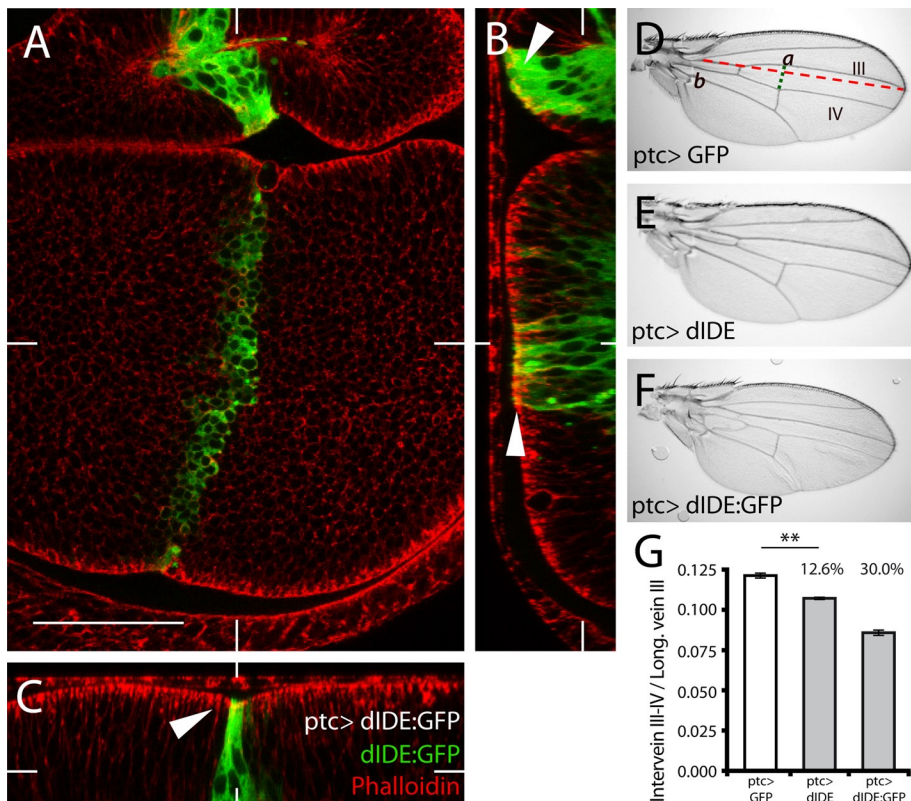 A
B
D
a
b
III
IV
ptc> GFP
E
ptc> dIDE
F
ptc> dIDE:GFP
C
ptc> dIDE:GFP
dIDE:GFP
Phalloidin
G
**
12.6%
30.0%
Intervein III-IV / Long. vein III
0.125
0.100
0.075
0.050
0.025
0.000
ptc>
GFP
ptc>
dIDE
ptc>
dIDE:GFP